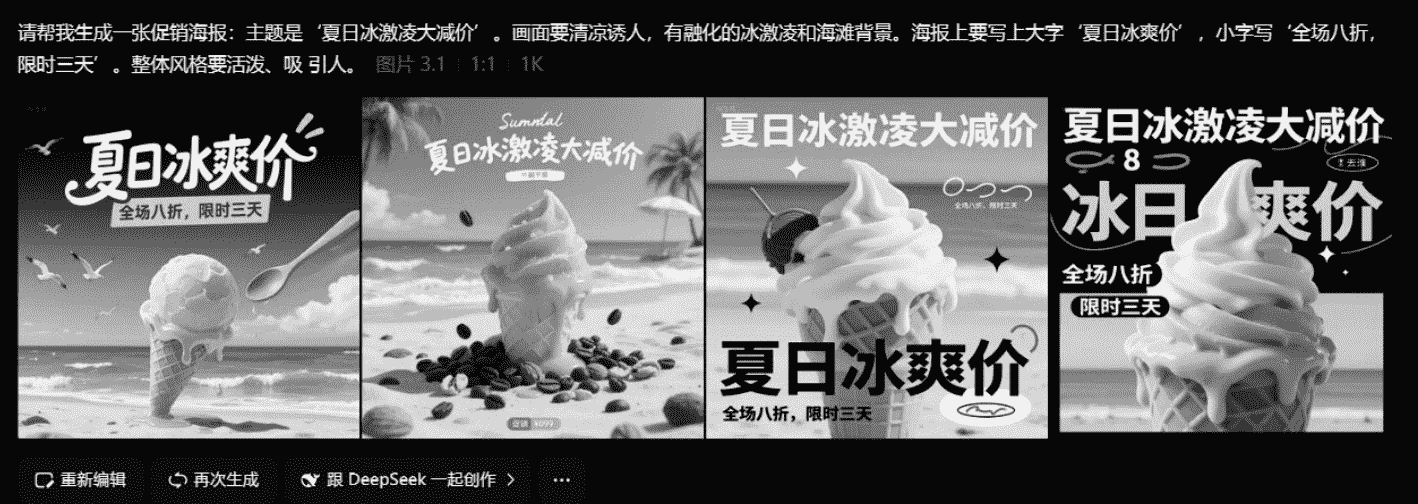 请帮我生成一张促销海报：主题是‘夏日冰激凌大减价’。画面要清凉诱人，有融化的冰激凌和海滩背景。海报上要写上大字‘夏日冰爽价’，小字写‘全场八折，
限时三天’。整体风格要活泼、吸 引人。 图片 3.1 1:1 1K
夏日冰爽价
全场八折，限时三天
Sumntal
夏日冰激凌大减价
促销
夏日冰激凌大减价
全场八折，限时三天
夏日冰爽价
全场八折，限时三天
夏日冰激凌大减价
8
冰日 爽价
全场八折
限时三天
重新编辑
再次生成
跟 DeepSeek 一起创作